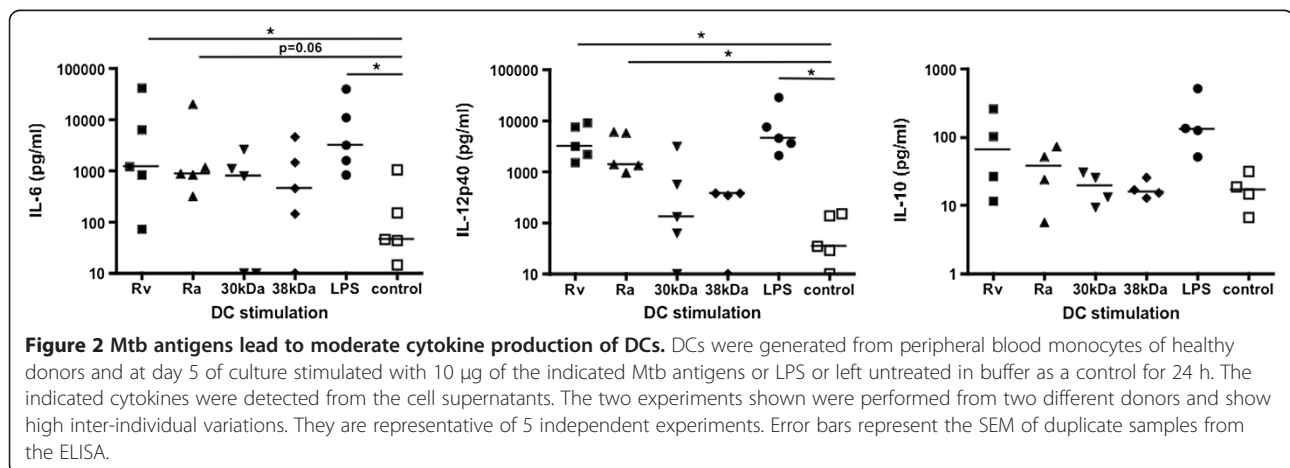 *
p=0.06
*
100000
10000
1000
100
10
IL-6 (pg/ml)
Rv Ra 30kDa 38kDa LPS control
DC stimulation
*
*
*
100000
10000
1000
100
10
IL-12p40 (pg/ml)
Rv Ra 30kDa 38kDa LPS control
DC stimulation
1000
100
10
1
IL-10 (pg/ml)
Rv Ra 30kDa 38kDa LPS control
DC stimulation
Figure 2 Mtb antigens lead to moderate cytokine production of DCs. DCs were generated from peripheral blood monocytes of healthy
donors and at day 5 of culture stimulated with 10 μg of the indicated Mtb antigens or LPS or left untreated in buffer as a control for 24 h. The
indicated cytokines were detected from the cell supernatants. The two experiments shown were performed from two different donors and show
high inter-individual variations. They are representative of 5 independent experiments. Error bars represent the SEM of duplicate samples from
the ELISA.